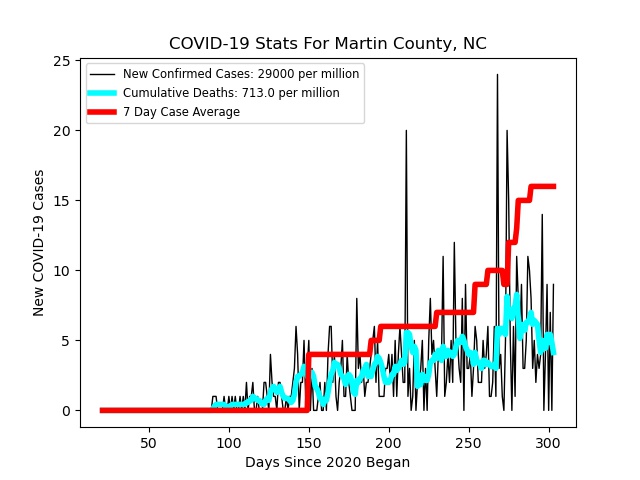 COVID-19 Stats For Martin County, NC
New Confirmed Cases: 29000 per million
Cumulative Deaths: 713.0 per million
7 Day Case Average
New COVID-19 Cases
25
20
15
10
5
0
50 100 150 200 250 300
Days Since 2020 Began